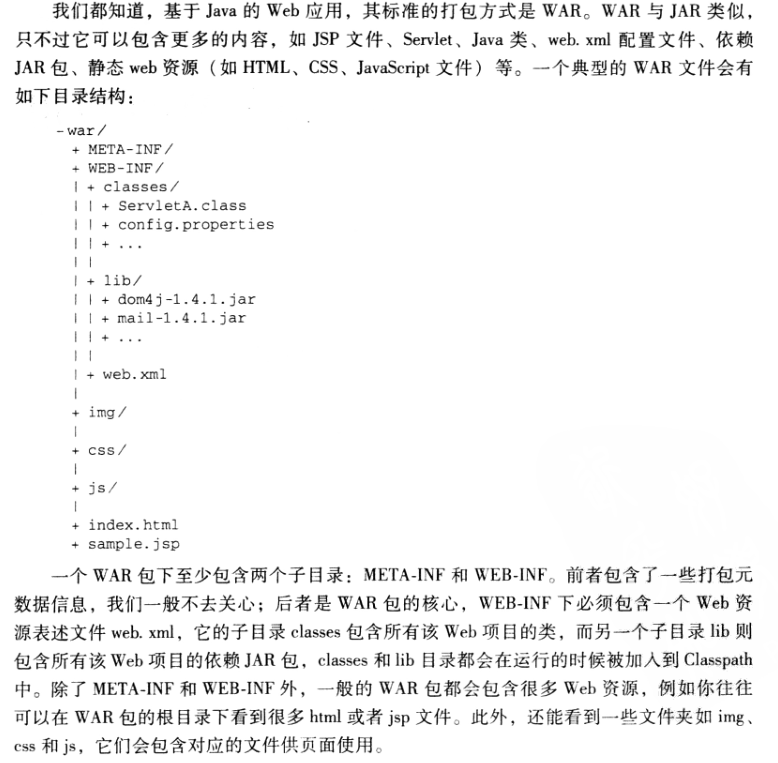 我们都知道，基于 Java 的 Web 应用，其标准的打包方式是 WAR。WAR 与 JAR 类似，
只不过它可以包含更多的内容，如 JSP 文件、Servlet、Java 类、web. xml 配置文件、依赖
JAR 包、静态 web 资源（如 HTML、CSS、JavaScript 文件）等。一个典型的 WAR 文件会有
如下目录结构：
- war/
  + META-INF/
  + WEB-INF/
  | + classes/
  | | + ServletA.class
  | | + config.properties
  | | + ...
  | |
  | + lib/
  | | + dom4j-1.4.1.jar
  | | + mail-1.4.1.jar
  | | + ...
  | |
  | + web.xml
  |
  + img/
  |
  + css/
  |
  + js/
  |
  + index.html
  + sample.jsp
一个 WAR 包下至少包含两个子目录：META-INF 和 WEB-INF。前者包含了一些打包元
数据信息，我们一般不去关心；后者是 WAR 包的核心，WEB-INF 下必须包含一个 Web 资
源表述文件 web. xml，它的子目录 classes 包含所有该 Web 项目的类，而另一个子目录 lib 则
包含所有该 Web 项目的依赖 JAR 包，classes 和 lib 目录都会在运行的时候被加入到 Classpath
中。除了 META-INF 和 WEB-INF 外，一般的 WAR 包都会包含很多 Web 资源，例如你往往
可以在 WAR 包的根目录下看到很多 html 或者 jsp 文件。此外，还能看到一些文件夹如 img、
css 和 js，它们会包含对应的文件供页面使用。